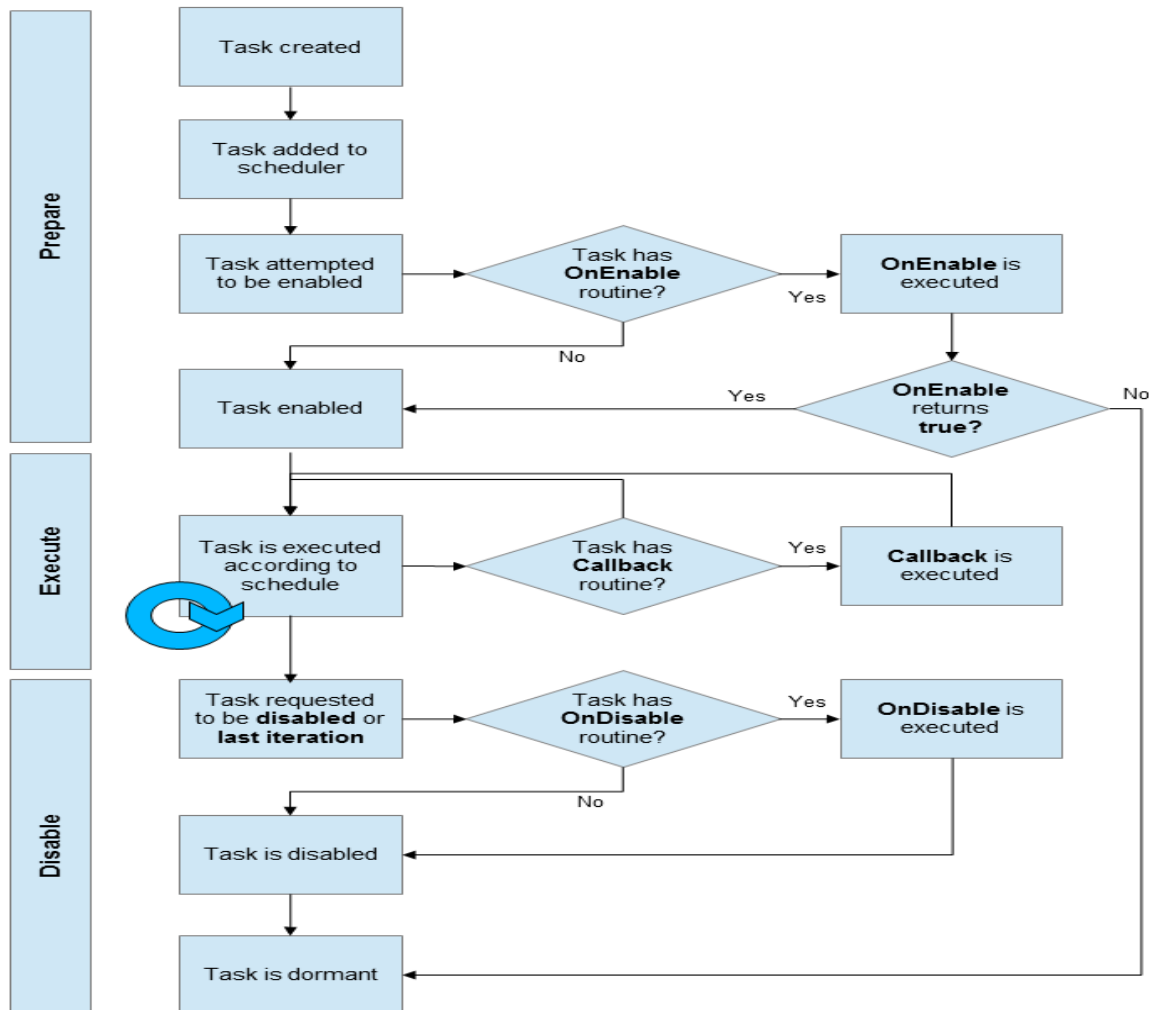 Prepare
Task created
Task added to
scheduler
Task attempted
to be enabled
Task has
OnEnable
routine?
Yes
OnEnable is
executed
No
Task enabled
Yes
OnEnable
returns
true?
No
Execute
Task is executed
according to
schedule
Task has
Callback
routine?
Yes
Callback is
executed
Disable
Task requested
to be disabled or
last iteration
Task has
OnDisable
routine?
Yes
OnDisable is
executed
No
Task is disabled
Task is dormant